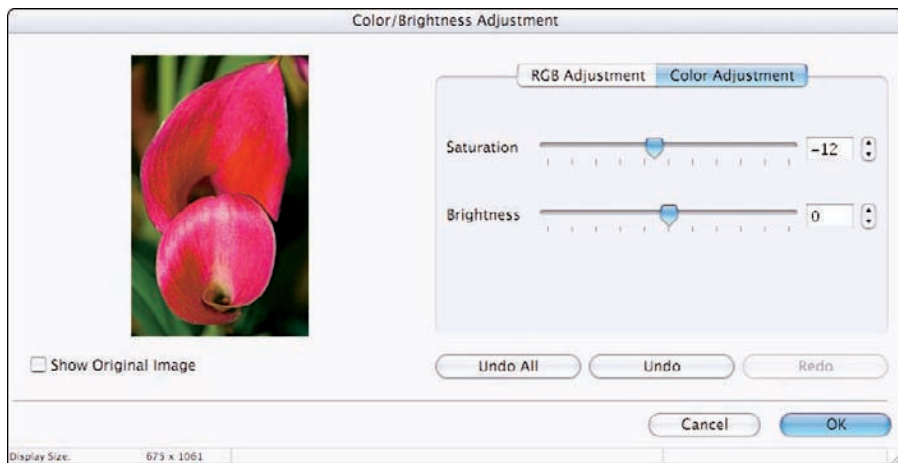 Color/Brightness Adjustment
RGB Adjustment Color Adjustment
Saturation -12
Brightness 0
Show Original Image
Undo All Undo Redo
Cancel OK
Display Size: 675 x 1061